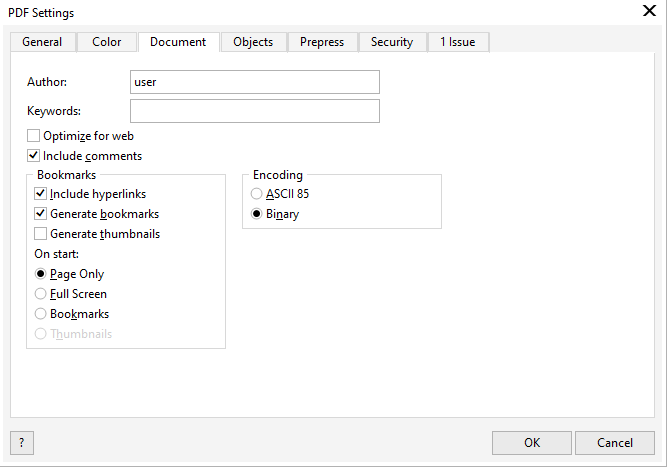 PDF Settings
General Color Document Objects Prepress Security 1 Issue
Author: user
Keywords:
Optimize for web
Include comments
Bookmarks
Include hyperlinks
Generate bookmarks
Generate thumbnails
On start:
Page Only
Full Screen
Bookmarks
Thumbnails
Encoding
ASCII 85
Binary
? OK Cancel